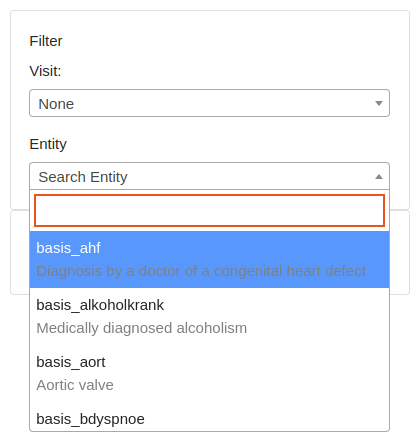 Filter
Visit:
None
Entity
Search Entity
basis_ahf
Diagnosis by a doctor of a congenital heart defect
basis_alkoholkrank
Medically diagnosed alcoholism
basis_aort
Aortic valve
basis_bdyspnoe